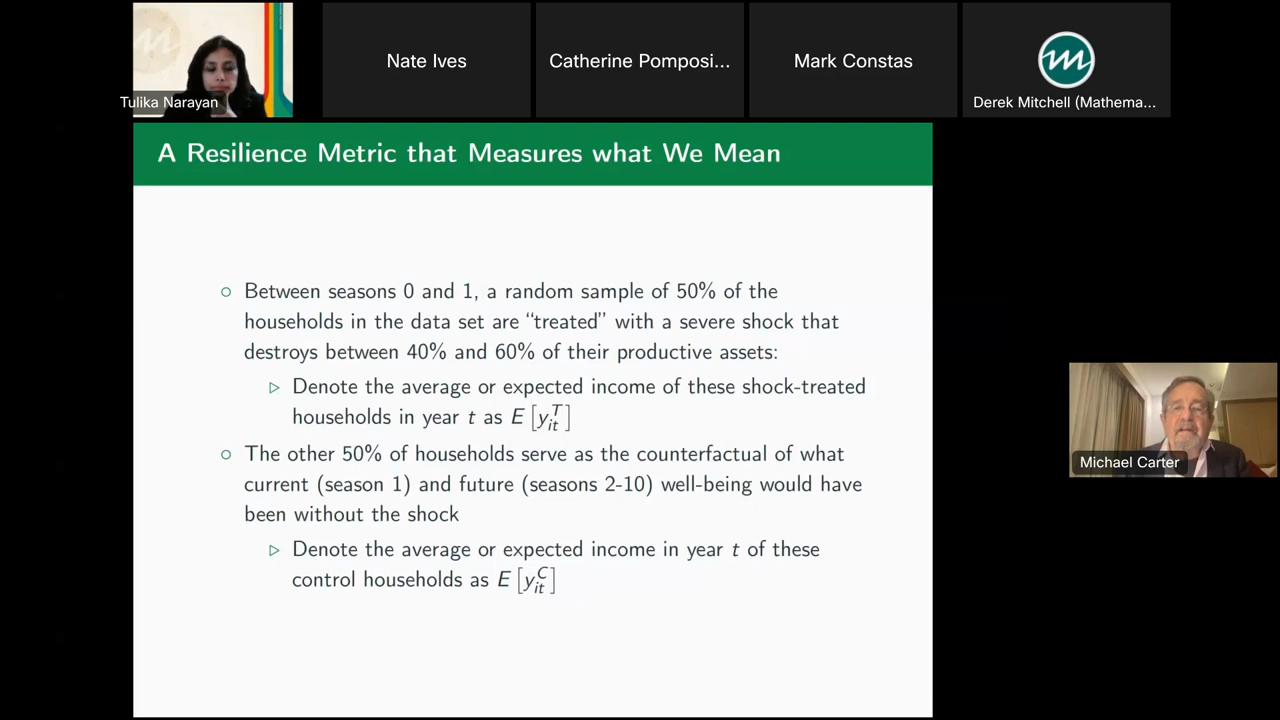 Tulika Narayan
Nate Ives
Catherine Pomposi...
Mark Constas
Derek Mitchell (Mathema...
A Resilience Metric that Measures what We Mean
○ Between seasons 0 and 1, a random sample of 50% of the
households in the data set are “treated” with a severe shock that
destroys between 40% and 60% of their productive assets:
▷ Denote the average or expected income of these shock-treated
households in year t as E[y_{it}^{T}]
○ The other 50% of households serve as the counterfactual of what
current (season 1) and future (seasons 2-10) well-being would have
been without the shock
▷ Denote the average or expected income in year t of these
control households as E[y_{it}^{C}]
Michael Carter